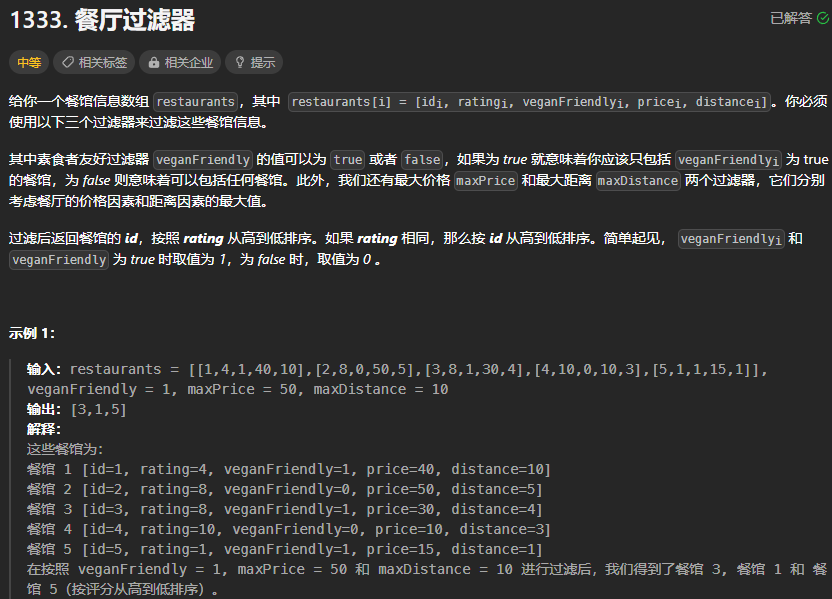 1333. 餐厅过滤器
已解答
中等 相关标签 相关企业 提示
给你一个餐馆信息数组 restaurants，其中 restaurants[i] = [idi, ratingi, veganFriendlyi, pricei, distancei]。你必须
使用以下三个过滤器来过滤这些餐馆信息。
其中素食者友好过滤器 veganFriendly 的值可以为 true 或者 false，如果为 true 就意味着你应该只包括 veganFriendlyi 为 true
的餐馆，为 false 则意味着可以包括任何餐馆。此外，我们还有最大价格 maxPrice 和最大距离 maxDistance 两个过滤器，它们分别
考虑餐厅的价格因素和距离因素的最大值。
过滤后返回餐馆的 id，按照 rating 从高到低排序。如果 rating 相同，那么按 id 从高到低排序。简单起见， veganFriendlyi 和
veganFriendly 为 true 时取值为 1，为 false 时，取值为 0 。
示例 1：
输入：restaurants = [[1,4,1,40,10],[2,8,0,50,5],[3,8,1,30,4],[4,10,0,10,3],[5,1,1,15,1]],
veganFriendly = 1, maxPrice = 50, maxDistance = 10
输出：[3,1,5]
解释：
这些餐馆为：
餐馆 1 [id=1, rating=4, veganFriendly=1, price=40, distance=10]
餐馆 2 [id=2, rating=8, veganFriendly=0, price=50, distance=5]
餐馆 3 [id=3, rating=8, veganFriendly=1, price=30, distance=4]
餐馆 4 [id=4, rating=10, veganFriendly=0, price=10, distance=3]
餐馆 5 [id=5, rating=1, veganFriendly=1, price=15, distance=1]
在按照 veganFriendly = 1, maxPrice = 50 和 maxDistance = 10 进行过滤后，我们得到了餐馆 3, 餐馆 1 和 餐
馆 5（按评分从高到低排序）。